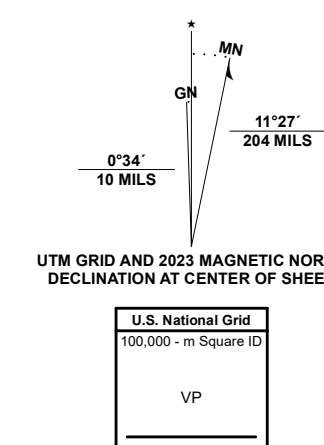 ★
MN
GN
11°27´
204 MILS
0°34´
10 MILS
UTM GRID AND 2023 MAGNETIC NOR
DECLINATION AT CENTER OF SHEE
U.S. National Grid
100,000 - m Square ID
VP